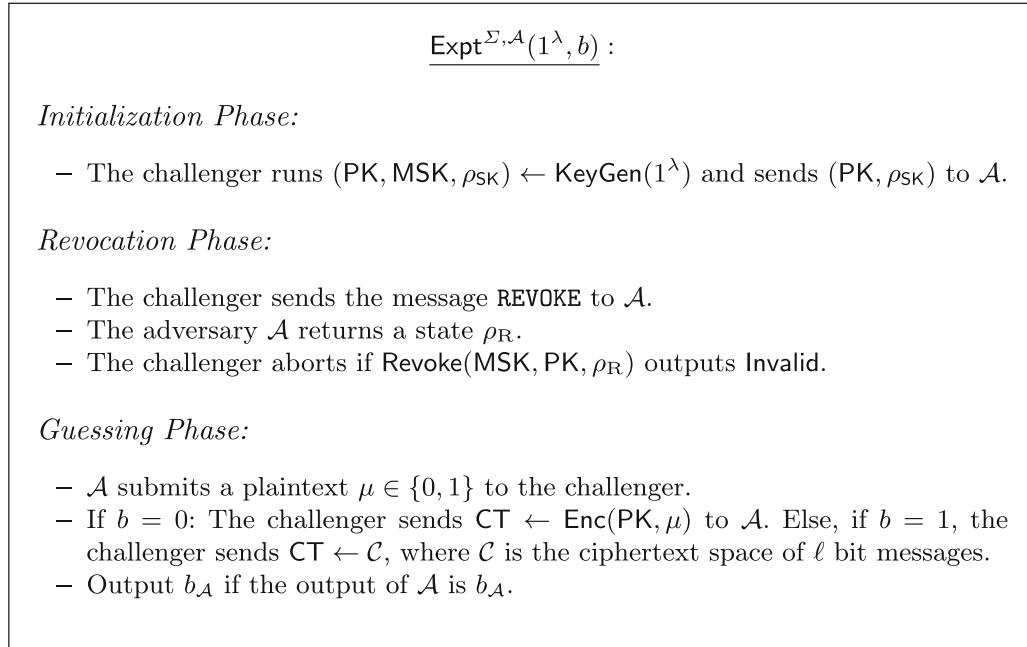 Expt^{Σ,𝒜}(1^λ, b) :
Initialization Phase:
– The challenger runs (PK, MSK, ρ_SK) ← KeyGen(1^λ) and sends (PK, ρ_SK) to 𝒜.
Revocation Phase:
– The challenger sends the message REVOKE to 𝒜.
– The adversary 𝒜 returns a state ρ_R.
– The challenger aborts if Revoke(MSK, PK, ρ_R) outputs Invalid.
Guessing Phase:
– 𝒜 submits a plaintext μ ∈ {0, 1} to the challenger.
– If b = 0: The challenger sends CT ← Enc(PK, μ) to 𝒜. Else, if b = 1, the
challenger sends CT ← 𝒞, where 𝒞 is the ciphertext space of ℓ bit messages.
– Output b_𝒜 if the output of 𝒜 is b_𝒜.